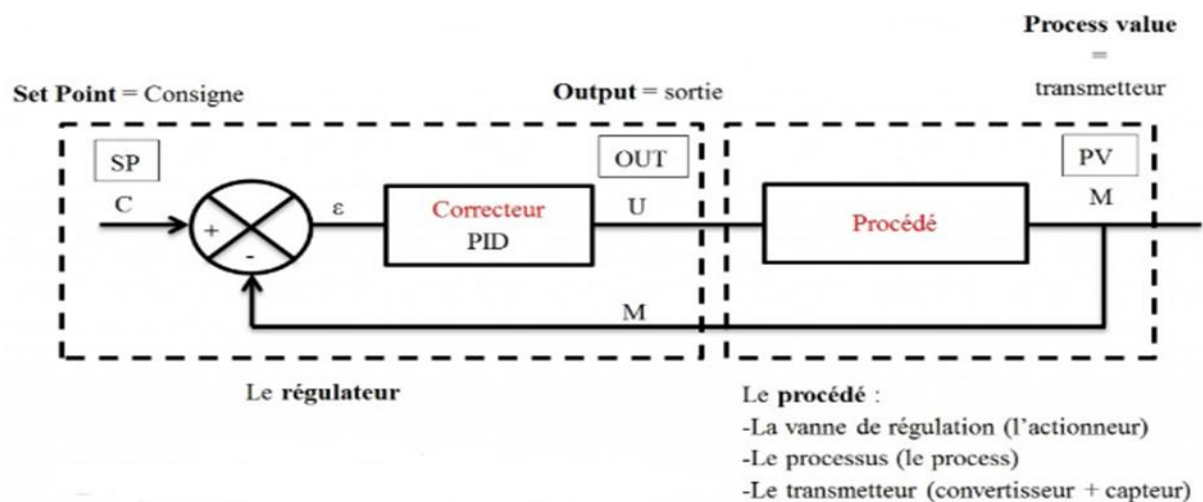 Process value
=
transmetteur
Set Point = Consigne
Output = sortie
SP
OUT
PV
C
ε
Correcteur
PID
U
Procédé
M
+
-
M
Le régulateur
Le procédé :
-La vanne de régulation (l'actionneur)
-Le processus (le process)
-Le transmetteur (convertisseur + capteur)